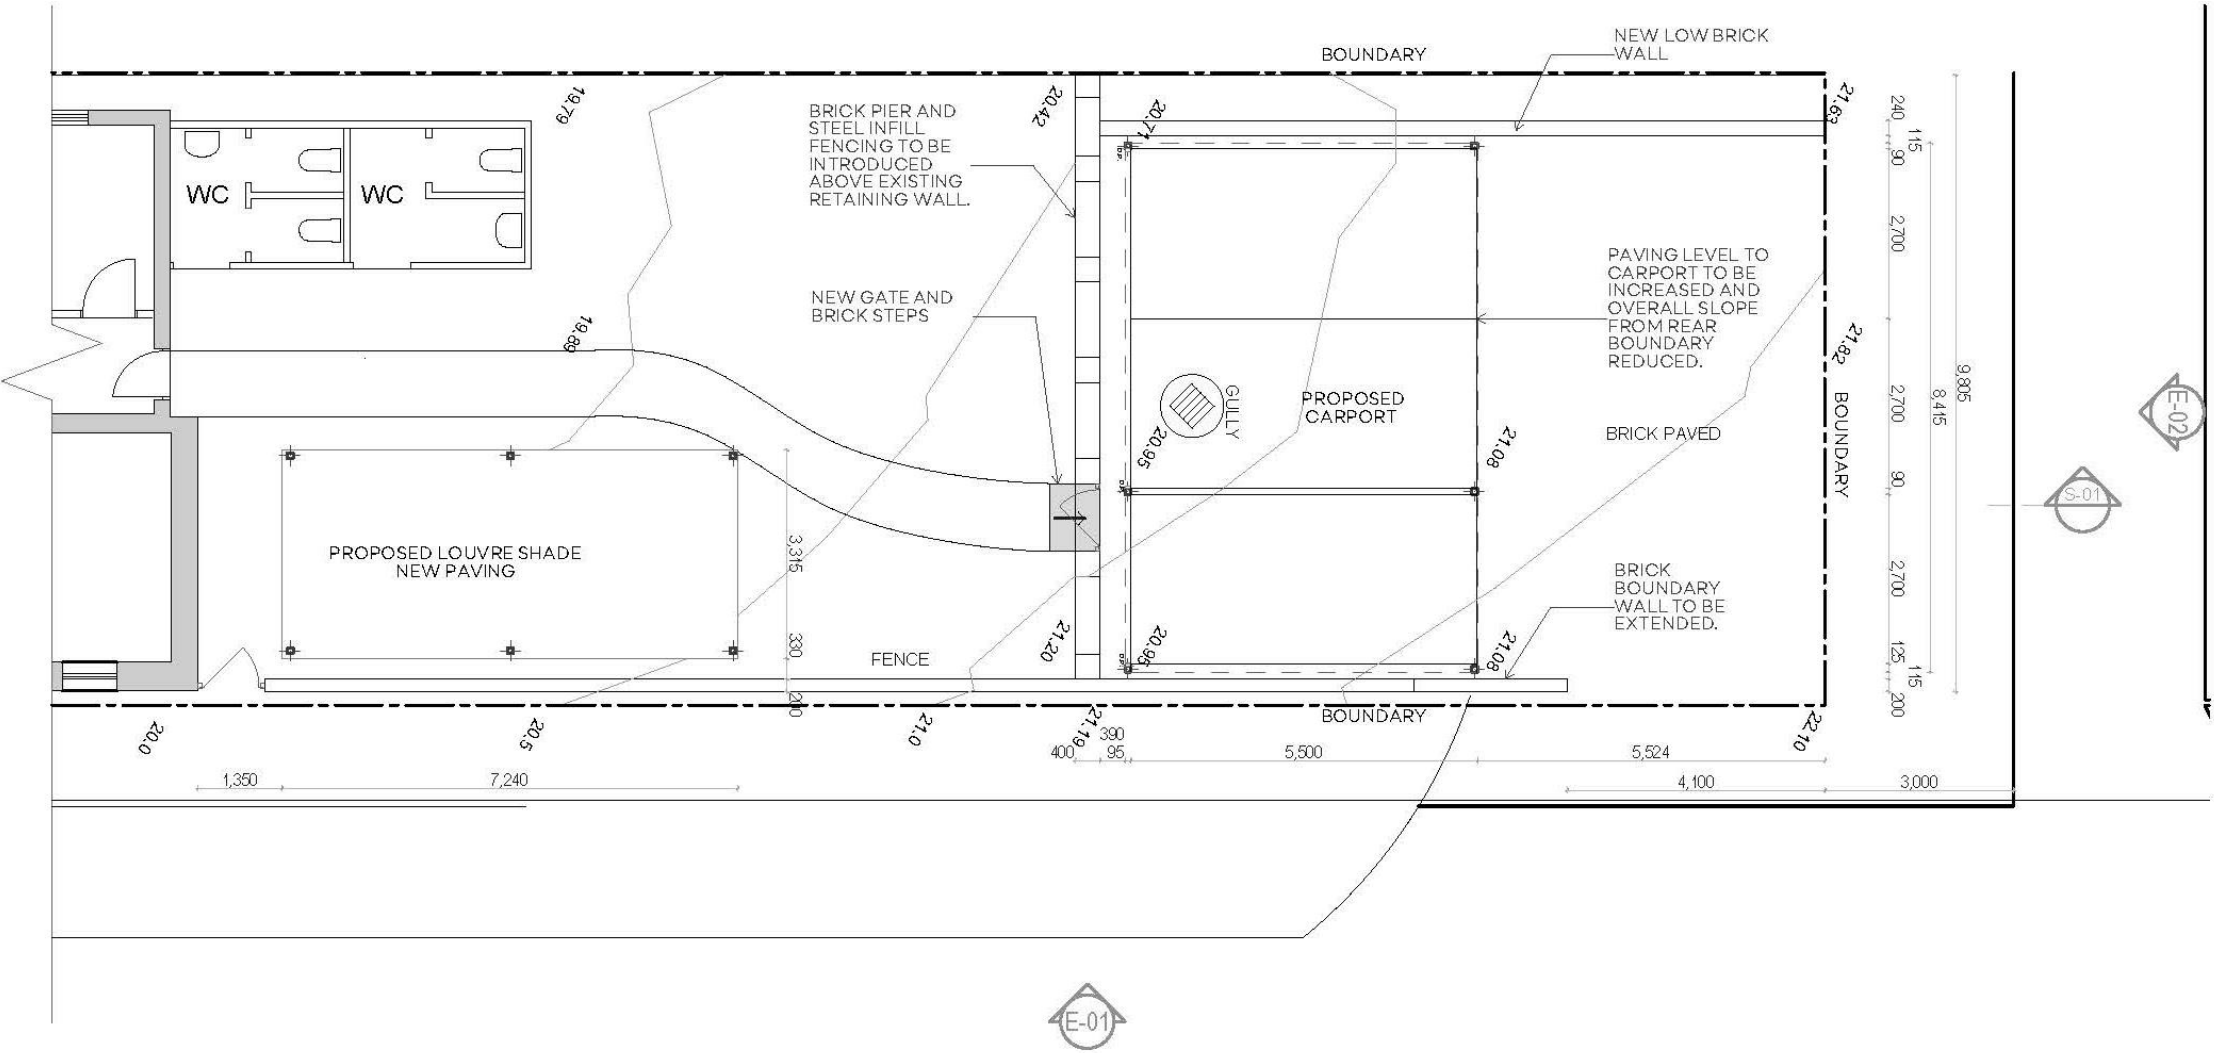 BOUNDARY
NEW LOW BRICK
WALL
19.79
20.42
20.71
21.63
240
115
90
BRICK PIER AND
STEEL INFILL
FENCING TO BE
INTRODUCED
ABOVE EXISTING
RETAINING WALL.
WC
WC
2,700
PAVING LEVEL TO
CARPORT TO BE
INCREASED AND
OVERALL SLOPE
FROM REAR
BOUNDARY
REDUCED.
NEW GATE AND
BRICK STEPS
19.89
21.82
BOUNDARY
9,805
8,415
2,700
GULLY
PROPOSED
CARPORT
BRICK PAVED
20.95
21.08
90
E-02
S-01
PROPOSED LOUVRE SHADE
NEW PAVING
3,315
330
200
2,700
BRICK
BOUNDARY
WALL TO BE
EXTENDED.
FENCE
21.20
20.95
21.08
125
115
200
BOUNDARY
20.0
20.5
21.0
21.19
22.10
390
400
95
5,500
5,524
1,350
7,240
4,100
3,000
E-01